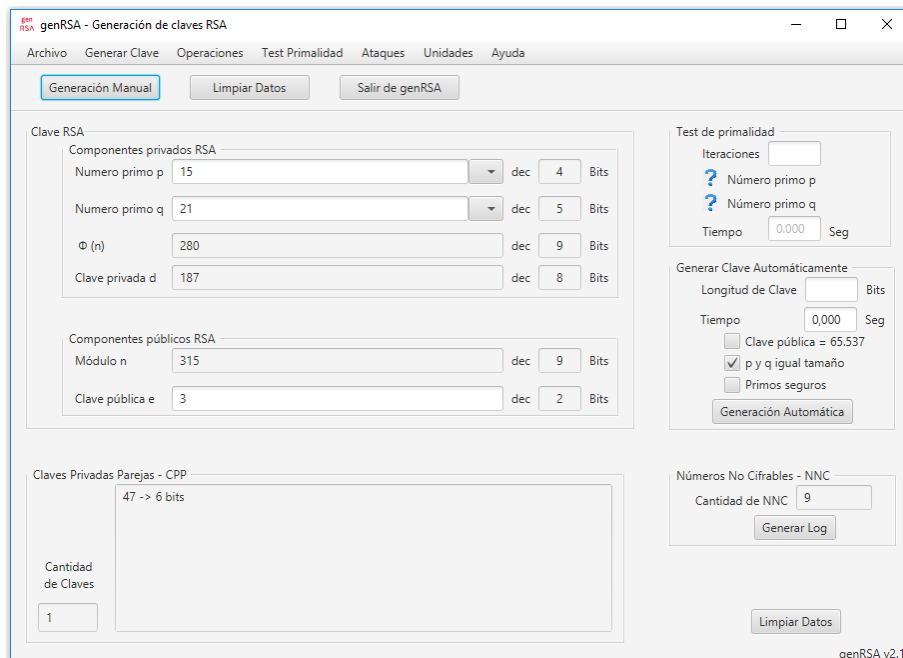 gen RSA genRSA - Generación de claves RSA
Archivo Generar Clave Operaciones Test Primalidad Ataques Unidades Ayuda
Generación Manual Limpiar Datos Salir de genRSA
Clave RSA
Componentes privados RSA
Numero primo p 15 dec 4 Bits
Numero primo q 21 dec 5 Bits
Φ (n) 280 dec 9 Bits
Clave privada d 187 dec 8 Bits
Componentes públicos RSA
Módulo n 315 dec 9 Bits
Clave pública e 3 dec 2 Bits
Test de primalidad
Iteraciones
? Número primo p
? Número primo q
Tiempo 0.000 Seg
Generar Clave Automáticamente
Longitud de Clave Bits
Tiempo 0,000 Seg
Clave pública = 65.537
p y q igual tamaño
Primos seguros
Generación Automática
Claves Privadas Parejas - CPP
47 -> 6 bits
Cantidad
de Claves
1
Números No Cifrables - NNC
Cantidad de NNC 9
Generar Log
Limpiar Datos
genRSA v2.1